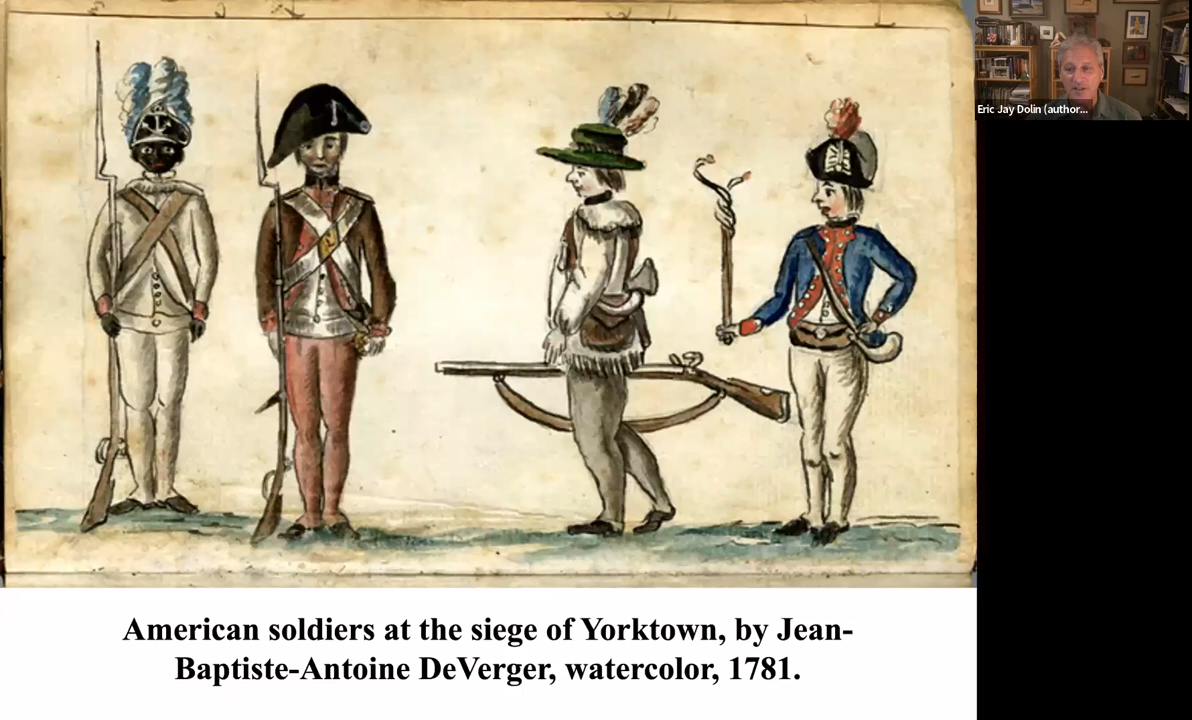 Eric Jay Dolin (author...
American soldiers at the siege of Yorktown, by Jean-
Baptiste-Antoine DeVerger, watercolor, 1781.